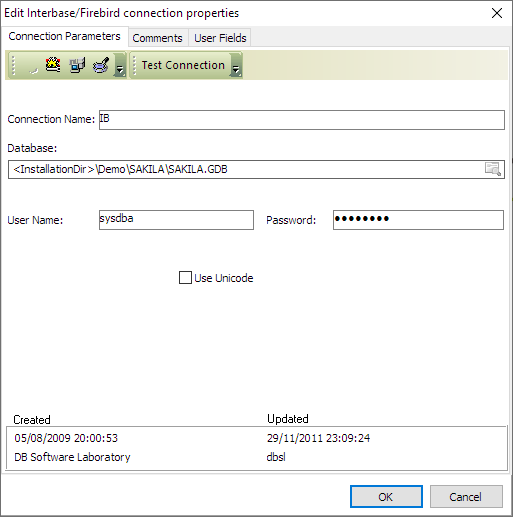 Edit Interbase/Firebird connection properties
Connection Parameters Comments User Fields
Test Connection
Connection Name: IB
Database:
<InstallationDir>\Demo\SAKILA\SAKILA.GDB
User Name: sysdba Password: ••••••••
Use Unicode
Created Updated
05/08/2009 20:00:53 29/11/2011 23:09:24
DB Software Laboratory dbsl
OK Cancel